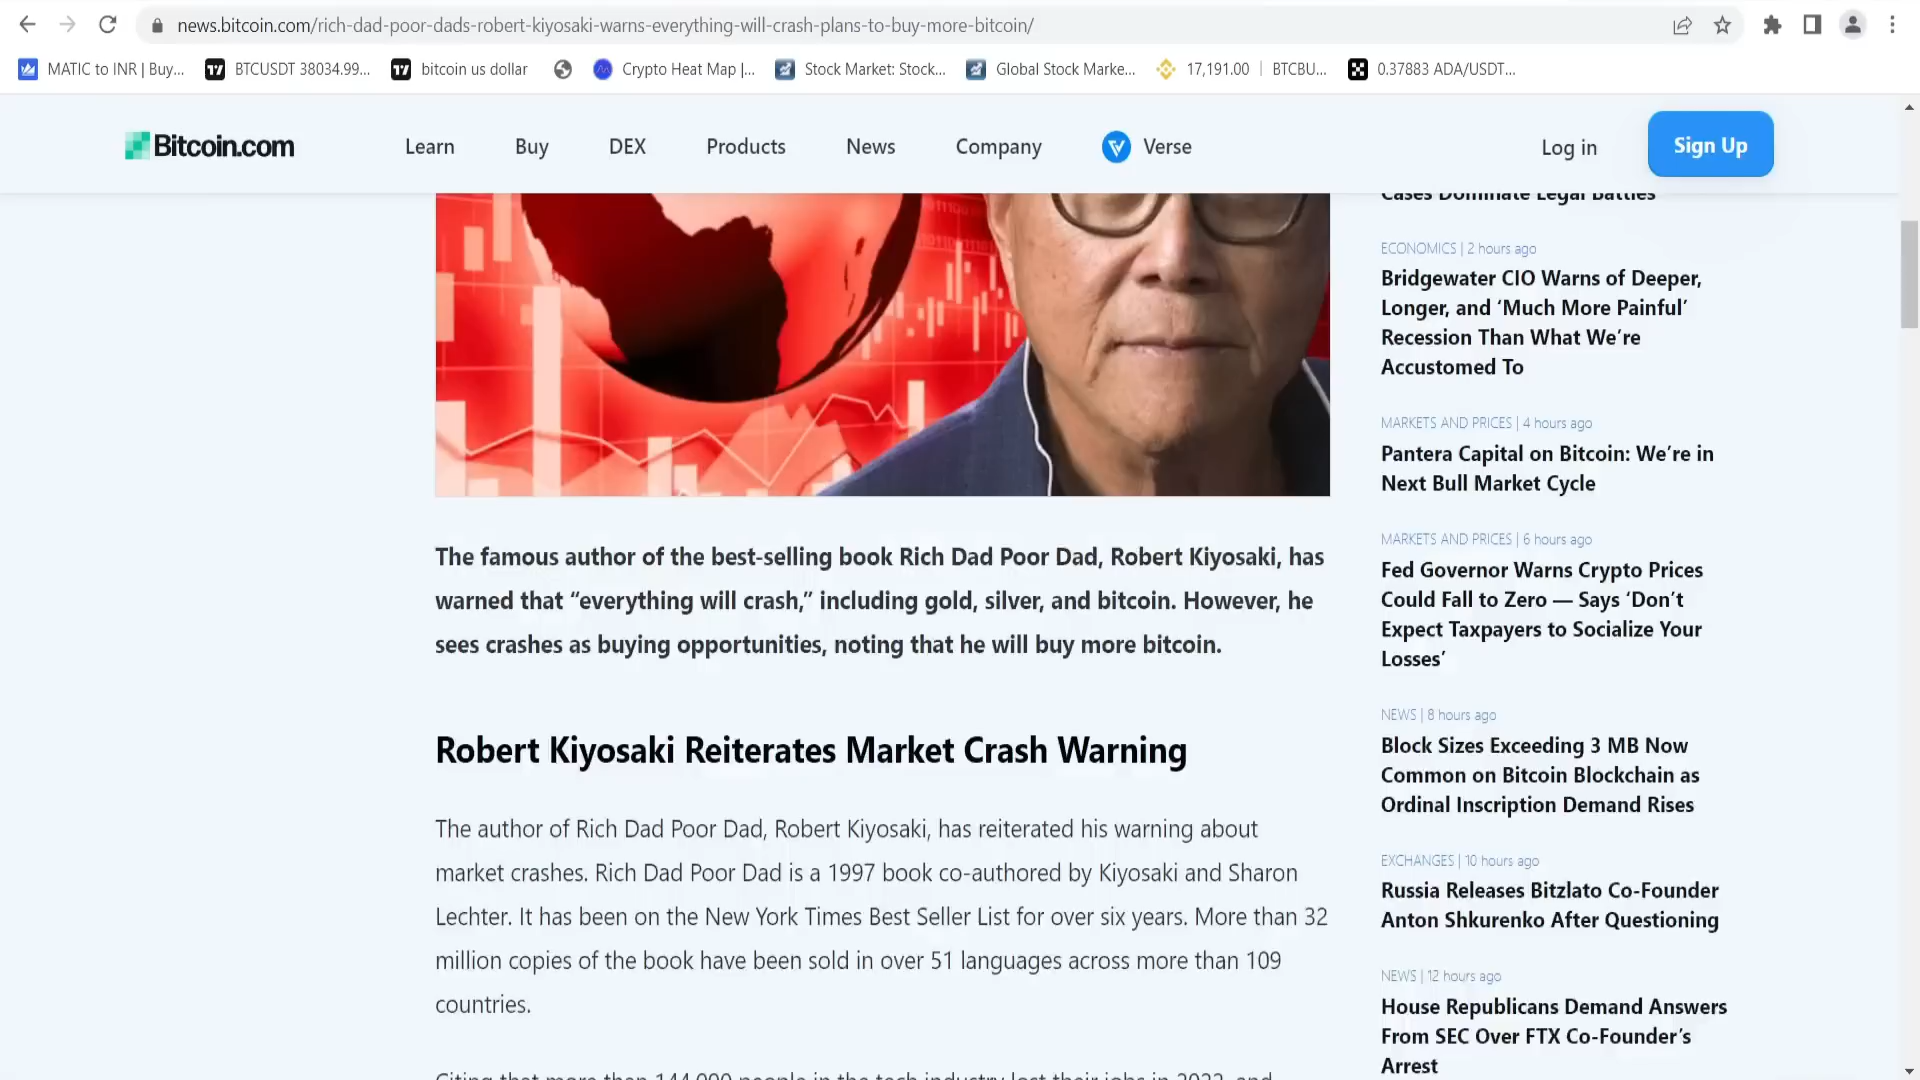 news.bitcoin.com/rich-dad-poor-dads-robert-kiyosaki-warns-everything-will-crash-plans-to-buy-more-bitcoin/
MATIC to INR | Buy... BTCUSDT 38034.99... bitcoin us dollar Crypto Heat Map |... Stock Market: Stock... Global Stock Marke... 17,191.00 | BTCBU... 0.37883 ADA/USDT...
Bitcoin.com Learn Buy DEX Products News Company Verse Log in Sign Up
The famous author of the best-selling book Rich Dad Poor Dad, Robert Kiyosaki, has
warned that “everything will crash,” including gold, silver, and bitcoin. However, he
sees crashes as buying opportunities, noting that he will buy more bitcoin.
Robert Kiyosaki Reiterates Market Crash Warning
The author of Rich Dad Poor Dad, Robert Kiyosaki, has reiterated his warning about
market crashes. Rich Dad Poor Dad is a 1997 book co-authored by Kiyosaki and Sharon
Lechter. It has been on the New York Times Best Seller List for over six years. More than 32
million copies of the book have been sold in over 51 languages across more than 109
countries.
Citing that more than 144,000 people in the tech industry lost their jobs in 2022, and
Cases Dominate Legal Battles
ECONOMICS | 2 hours ago
Bridgewater CIO Warns of Deeper,
Longer, and ‘Much More Painful’
Recession Than What We’re
Accustomed To
MARKETS AND PRICES | 4 hours ago
Pantera Capital on Bitcoin: We’re in
Next Bull Market Cycle
MARKETS AND PRICES | 6 hours ago
Fed Governor Warns Crypto Prices
Could Fall to Zero — Says ‘Don’t
Expect Taxpayers to Socialize Your
Losses’
NEWS | 8 hours ago
Block Sizes Exceeding 3 MB Now
Common on Bitcoin Blockchain as
Ordinal Inscription Demand Rises
EXCHANGES | 10 hours ago
Russia Releases Bitzlato Co-Founder
Anton Shkurenko After Questioning
NEWS | 12 hours ago
House Republicans Demand Answers
From SEC Over FTX Co-Founder’s
Arrest